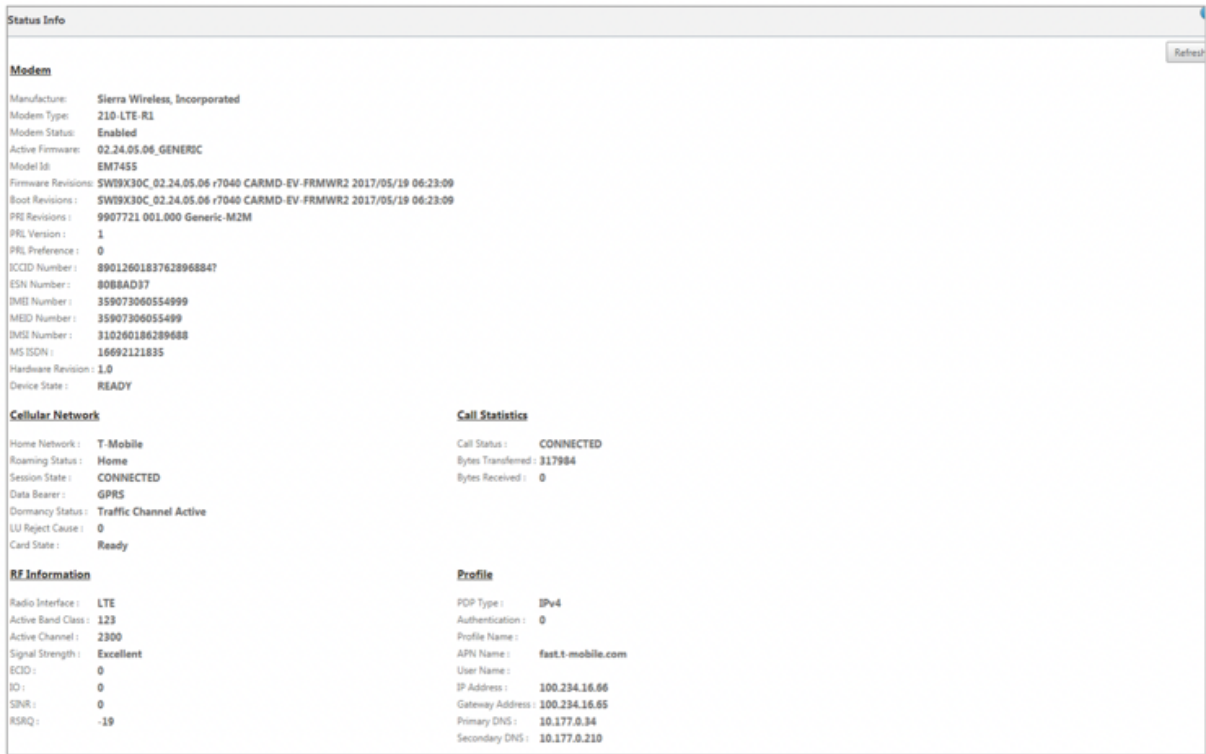 Status Info
Refresh
Modem
Manufacture: Sierra Wireless, Incorporated
Modem Type: 210-LTE-R1
Modem Status: Enabled
Active Firmware: 02.24.05.06_GENERIC
Model Id: EM7455
Firmware Revisions: SWI9X30C_02.24.05.06 r7040 CARMD-EV-FRMWR2 2017/05/19 06:23:09
Boot Revisions : SWI9X30C_02.24.05.06 r7040 CARMD-EV-FRMWR2 2017/05/19 06:23:09
PRI Revisions : 9907721 001.000 Generic-M2M
PRL Version : 1
PRL Preference : 0
ICCID Number : 8901260183762896884?
ESN Number : 80B8AD37
IMEI Number : 359073060554999
MEID Number : 35907306055499
IMSI Number : 310260186289688
MS ISDN : 16692121835
Hardware Revision : 1.0
Device State : READY
Cellular Network
Home Network : T-Mobile
Roaming Status : Home
Session State : CONNECTED
Data Bearer : GPRS
Dormancy Status : Traffic Channel Active
LU Reject Cause : 0
Card State : Ready
Call Statistics
Call Status : CONNECTED
Bytes Transferred : 317984
Bytes Received : 0
RF Information
Radio Interface : LTE
Active Band Class : 123
Active Channel : 2300
Signal Strength : Excellent
ECIO : 0
IO : 0
SINR : 0
RSRQ : -19
Profile
PDP Type : IPv4
Authentication : 0
Profile Name :
APN Name : fast.t-mobile.com
User Name :
IP Address : 100.234.16.66
Gateway Address : 100.234.16.65
Primary DNS : 10.177.0.34
Secondary DNS : 10.177.0.210